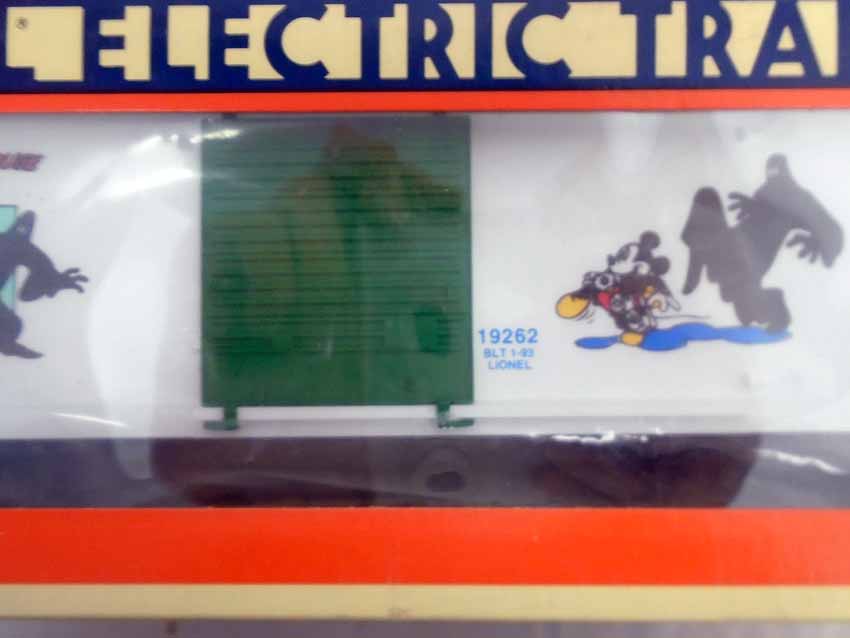 ® ELECTRIC TRA
19262
BLT 1-93
LIONEL